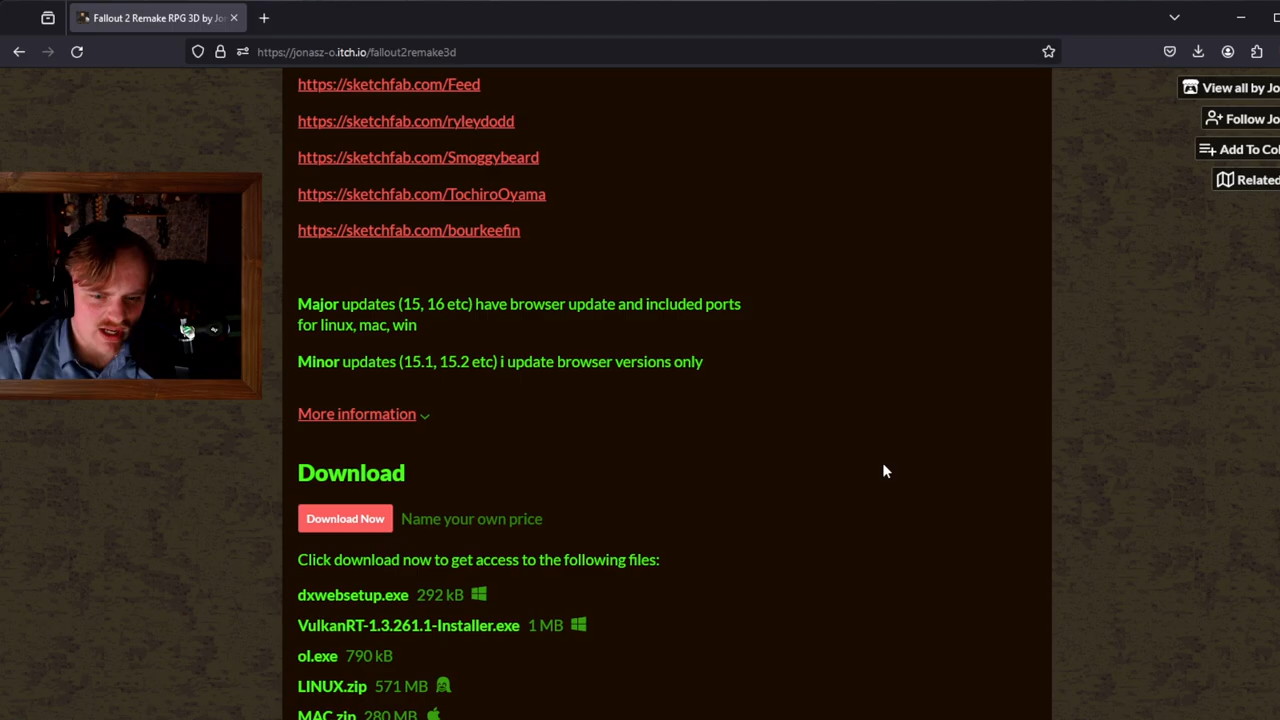 Fallout 2 Remake RPG 3D by Jo
https://jonasz-o.itch.io/fallout2remake3d
View all by Jo
Follow Jo
Add To Col
Related
https://sketchfab.com/Feed
https://sketchfab.com/ryleydodd
https://sketchfab.com/Smoggybeard
https://sketchfab.com/TochiroOyama
https://sketchfab.com/bourkeefin
Major updates (15, 16 etc) have browser update and included ports
for linux, mac, win
Minor updates (15.1, 15.2 etc) i update browser versions only
More information
Download
Download Now Name your own price
Click download now to get access to the following files:
dxwebsetup.exe 292 kB
VulkanRT-1.3.261.1-Installer.exe 1 MB
ol.exe 790 kB
LINUX.zip 571 MB
MAC.zip 280 MB